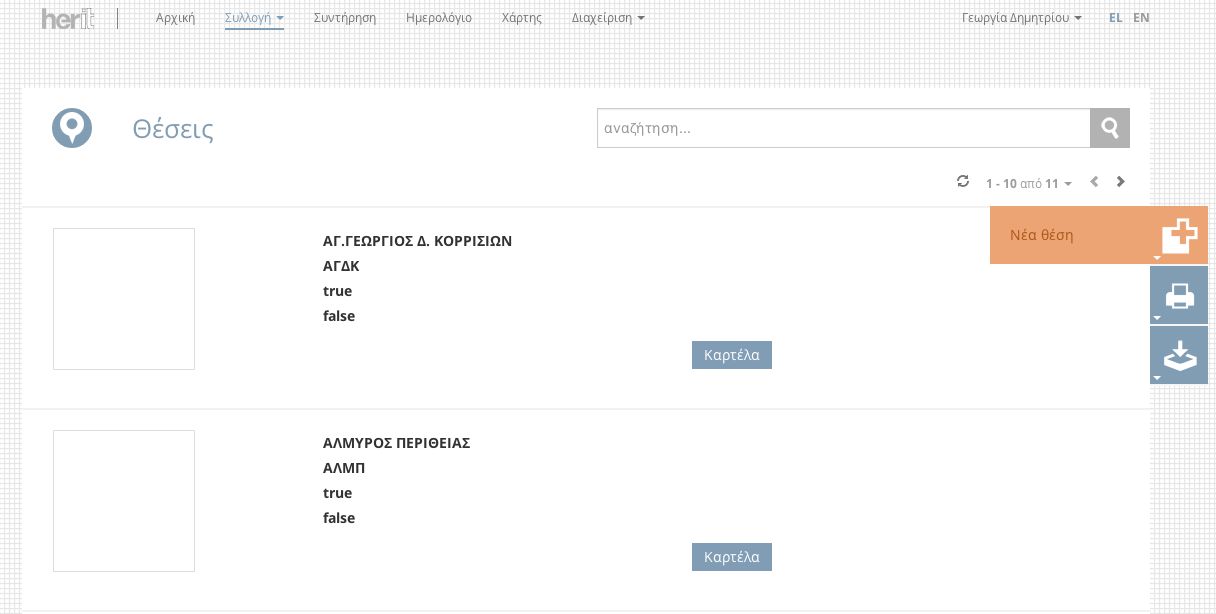 herit
Αρχική Συλλογή Συντήρηση Ημερολόγιο Χάρτης Διαχείριση Γεωργία Δημητρίου EL EN
Θέσεις αναζήτηση...
1 - 10 από 11
Νέα θέση
ΑΓ.ΓΕΩΡΓΙΟΣ Δ. ΚΟΡΡΙΣΙΩΝ
ΑΓΔΚ
true
false
Καρτέλα
ΑΛΜΥΡΟΣ ΠΕΡΙΘΕΙΑΣ
ΑΛΜΠ
true
false
Καρτέλα